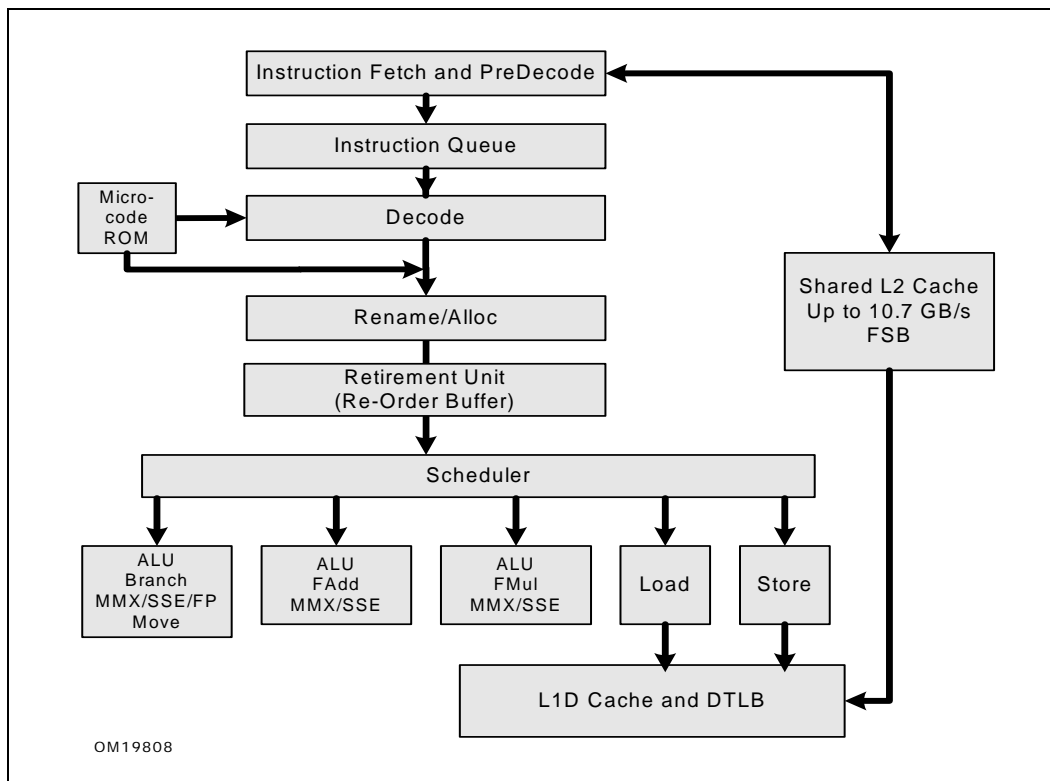 Instruction Fetch and PreDecode
Instruction Queue
Micro-
code
ROM
Decode
Shared L2 Cache
Up to 10.7 GB/s
FSB
Rename/Alloc
Retirement Unit
(Re-Order Buffer)
Scheduler
ALU
Branch
MMX/SSE/FP
Move
ALU
FAdd
MMX/SSE
ALU
FMul
MMX/SSE
Load
Store
L1D Cache and DTLB
OM19808